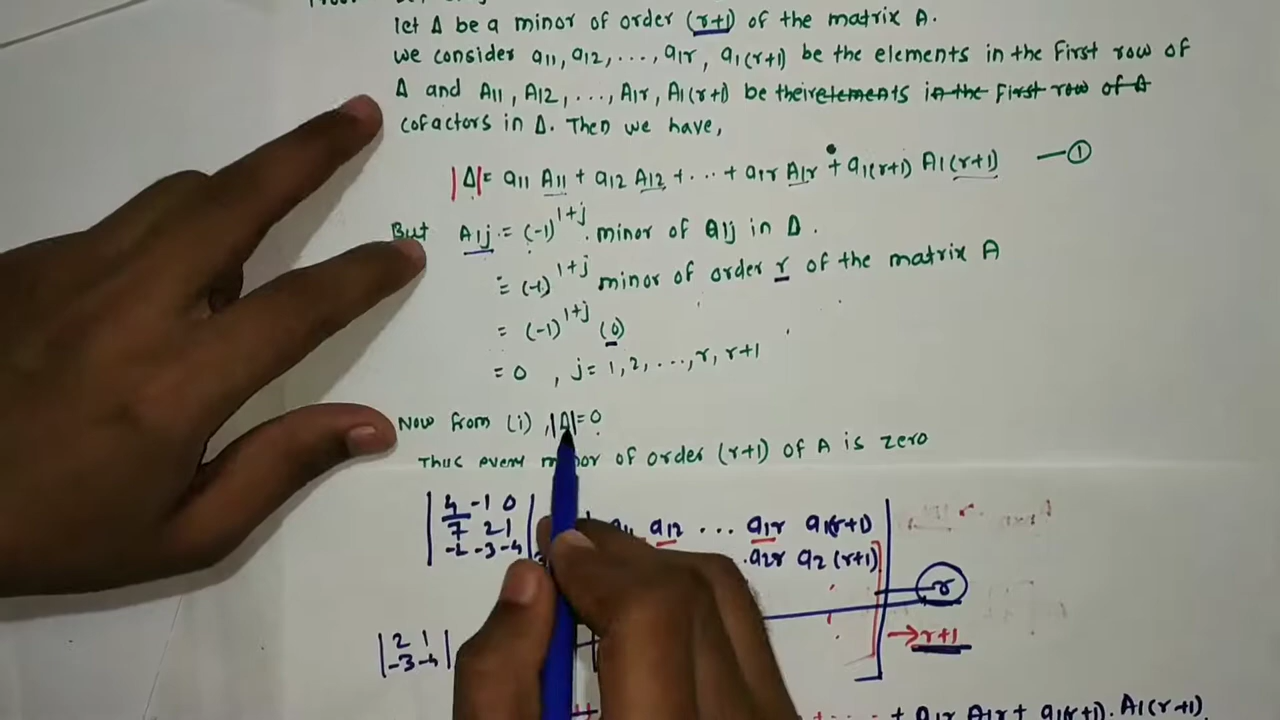 let Δ be a minor of order (r+1) of the matrix A.
we consider a11, a12, ..., a1r, a1(r+1) be the elements in the first row of
Δ and A11, A12, ..., A1r, A1(r+1) be their elements in the first row of A
cofactors in Δ. Then we have,
|Δ| = a11 A11 + a12 A12 + ... + a1r A1r + a1(r+1) A1(r+1) — ①
But A1j = (-1)^1+j . minor of a1j in Δ.
= (-1)^1+j minor of order r of the matrix A
= (-1)^1+j (0)
= 0 , j = 1, 2, ..., r, r+1
Now from (i), |Δ| = 0
Thus every minor of order (r+1) of A is zero
4 -1 0
7 2 1
-3 -4
a12 ... a1r a1(r+1)
a2r a2(r+1)
r
→ r+1
2 1
-3 -4
+ a1r A1r + a1(r+1) . A1(r+1)